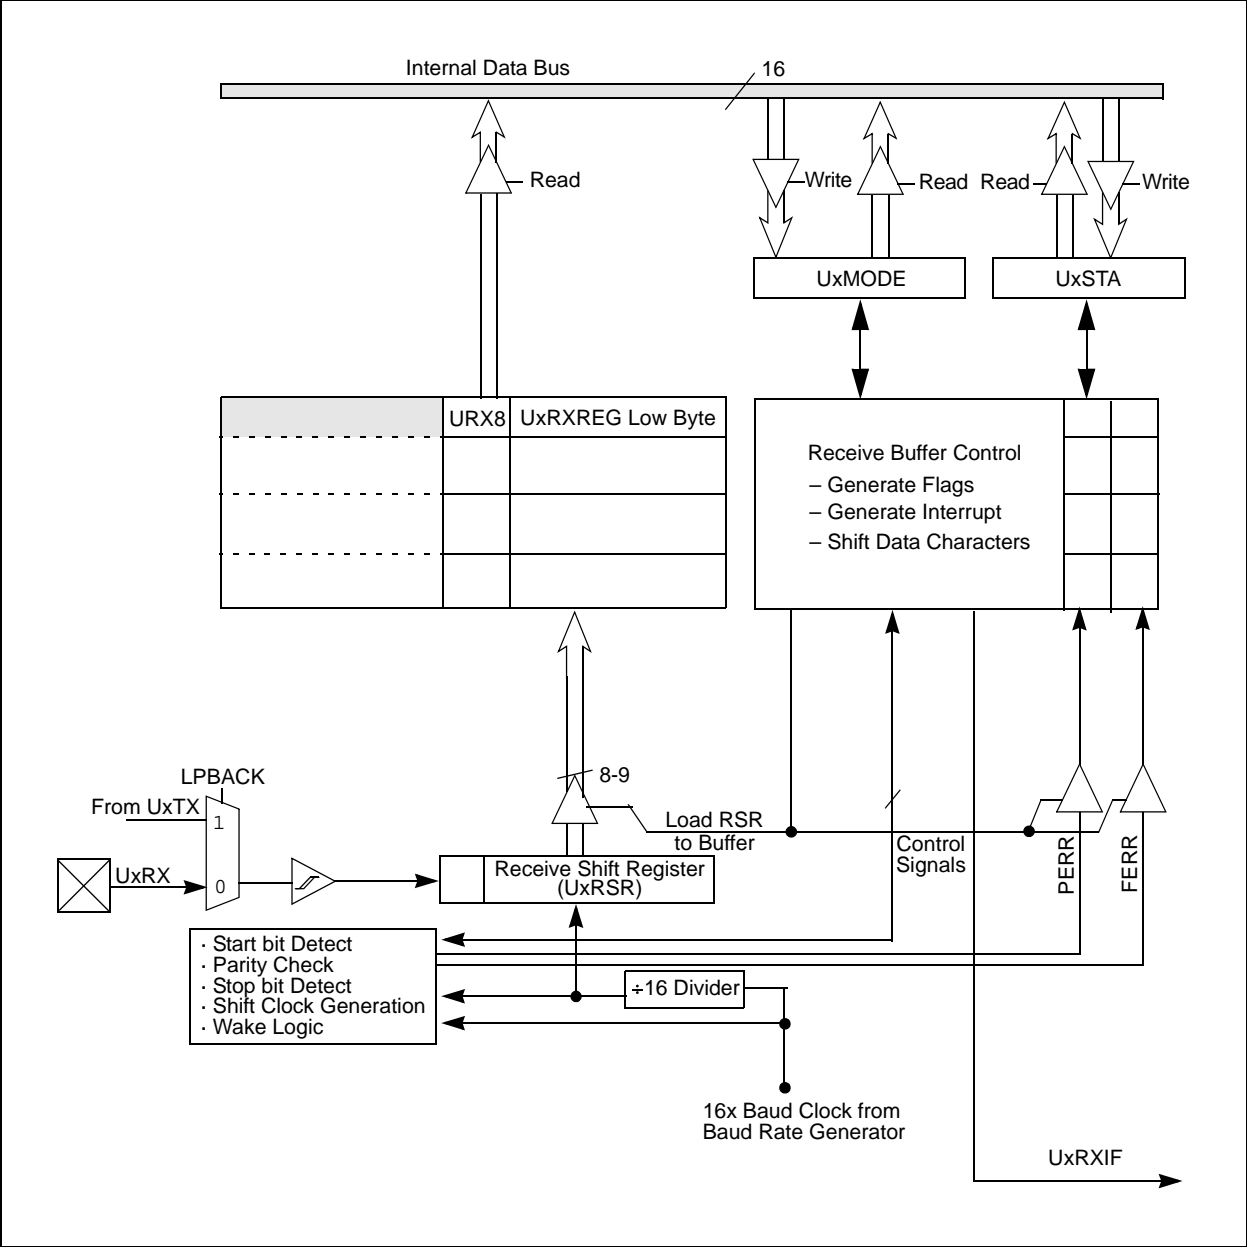 Internal Data Bus
16
Read
Write
Read
Read
Write
UxMODE
UxSTA
URX8
UxRXREG Low Byte
Receive Buffer Control
– Generate Flags
– Generate Interrupt
– Shift Data Characters
LPBACK
8-9
From UxTX
1
Load RSR
to Buffer
Control
Signals
PERR
FERR
UxRX
0
Receive Shift Register
(UxRSR)
· Start bit Detect
· Parity Check
· Stop bit Detect
· Shift Clock Generation
· Wake Logic
÷16 Divider
16x Baud Clock from
Baud Rate Generator
UxRXIF